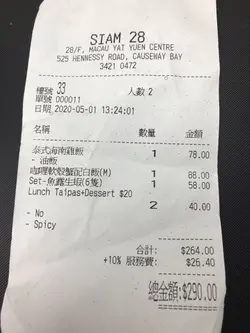 SIAM 28
28/F, MACAU YAT YUEN CENTRE
525 HENNESSY ROAD, CAUSEWAY BAY
3421 0472
檯號 33 人數 2
單號 000011
日期 2020-05-01 13:24:01
名稱 數量 金額
泰式海南雞飯 1 78.00
- 油飯
咖喱軟殼蟹配白飯(M) 1 88.00
Set-魚露生蝦(6隻) 1 58.00
Lunch Taipas+Dessert $20
2 40.00
- No
- Spicy
合計: $264.00
+10% 服務費: $26.40
總金額:$290.00